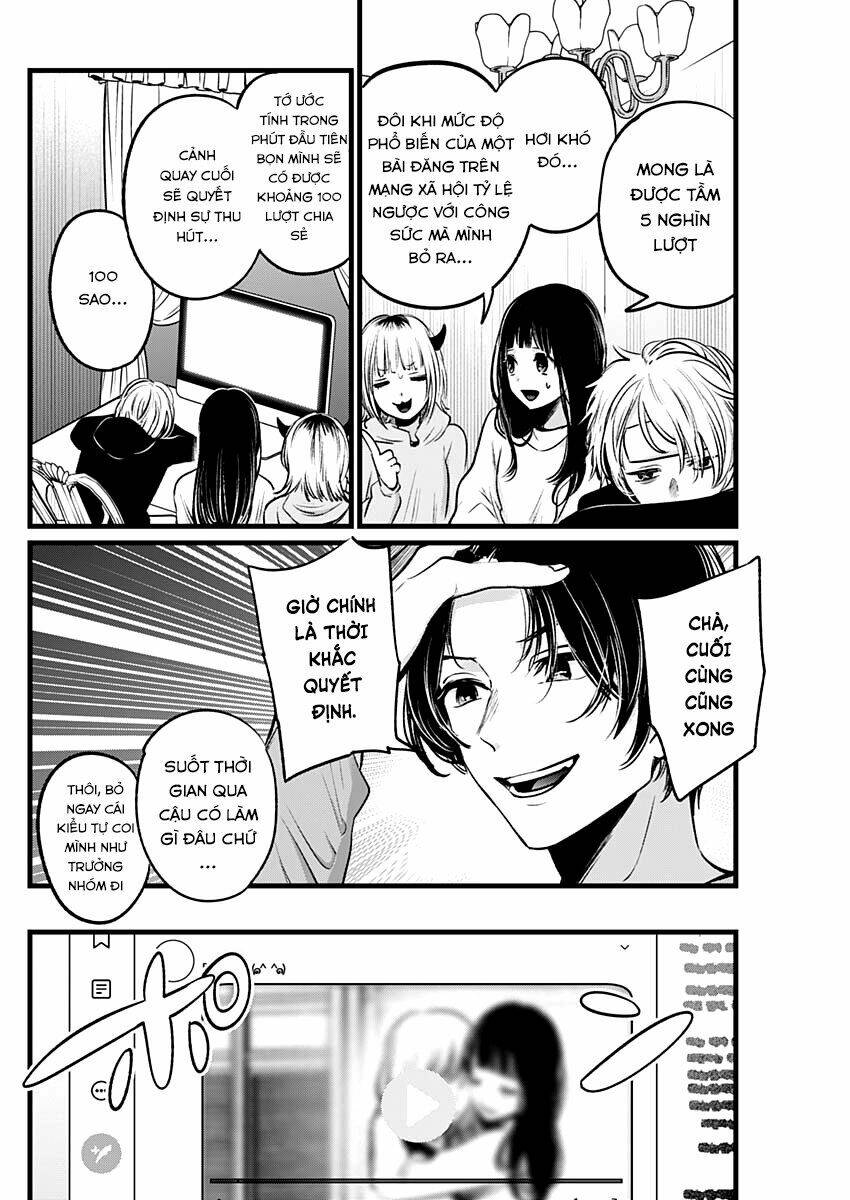 MONG LÀ
ĐƯỢC TẦM
5 NGHÌN
LƯỢT
HƠI KHÓ
ĐÓ...
ĐÔI KHI MỨC ĐỘ
PHỔ BIẾN CỦA MỘT
BÀI ĐĂNG TRÊN
MẠNG XÃ HỘI TỶ LỆ
NGƯỢC VỚI CÔNG
SỨC MÀ MÌNH
BỎ RA...
TỚ ƯỚC
TÍNH TRONG
PHÚT ĐẦU TIÊN
BỌN MÌNH SẼ
CÓ ĐƯỢC
KHOẢNG 100
LƯỢT CHIA
SẺ
CẢNH
QUAY CUỐI
SẼ QUYẾT
ĐỊNH SỰ THU
HÚT...
100
SAO...
CHÀ,
CUỐI
CÙNG
CŨNG
XONG
GIỜ CHÍNH
LÀ THỜI
KHẮC
QUYẾT
ĐỊNH.
SUỐT THỜI
GIAN QUA
CẬU CÓ LÀM
GÌ ĐÂU CHỨ
...
THÔI, BỎ
NGAY CÁI
KIỂU TỰ COI
MÌNH NHƯ
TRƯỞNG
NHÓM ĐI
ポ